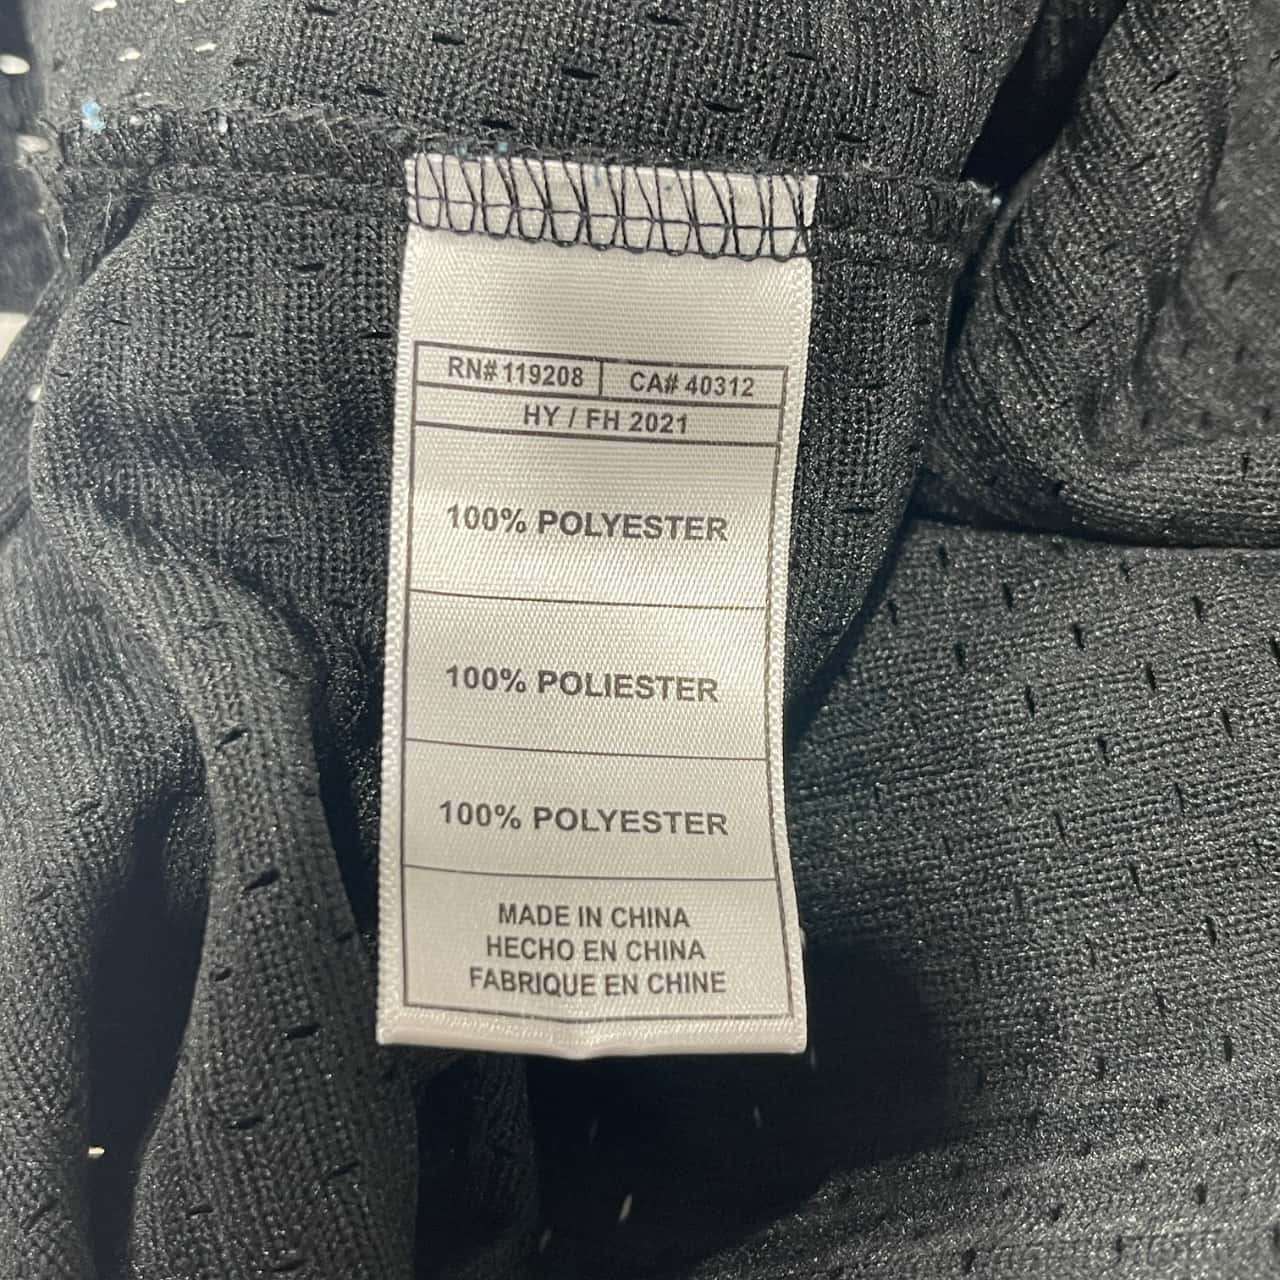 RN# 119208 | CA# 40312
HY / FH 2021
100% POLYESTER
100% POLIESTER
100% POLYESTER
MADE IN CHINA
HECHO EN CHINA
FABRIQUE EN CHINE